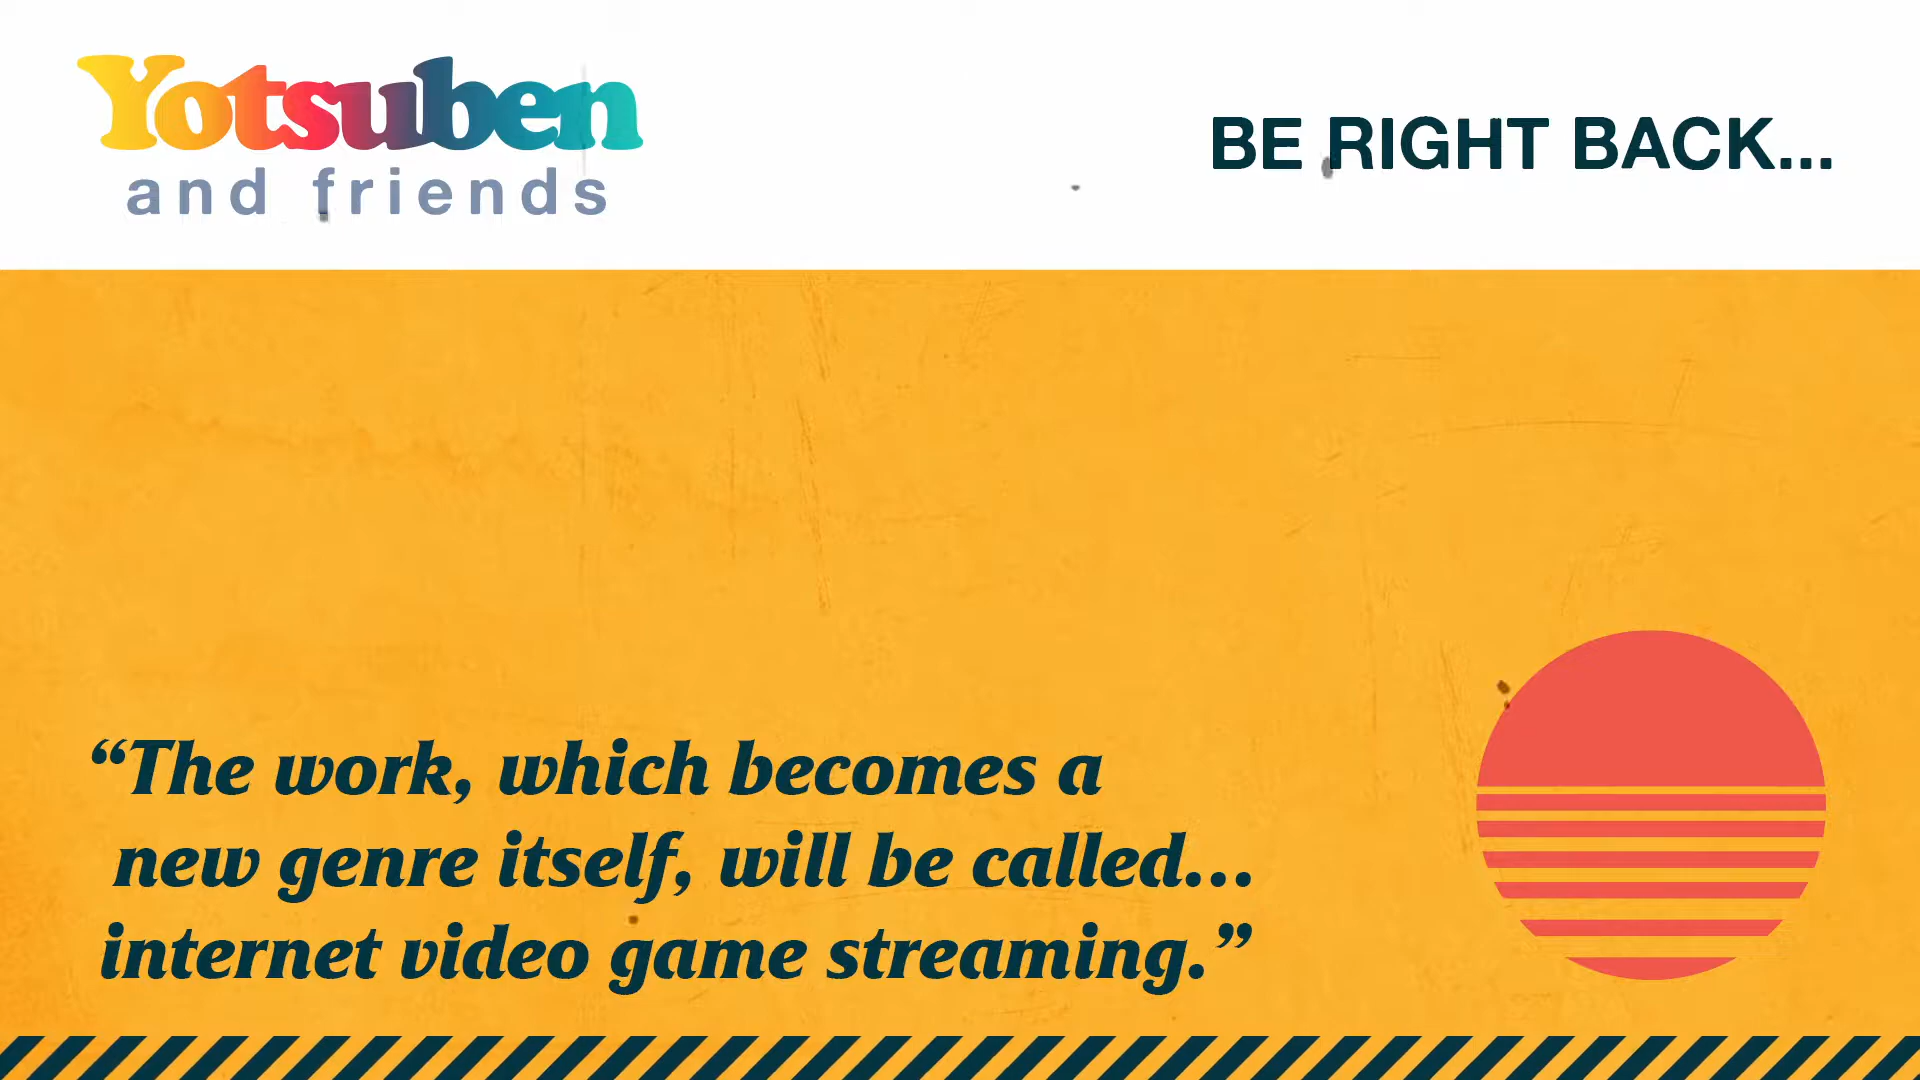 Yotsuben
and friends
BE RIGHT BACK...
“The work, which becomes a
new genre itself, will be called...
internet video game streaming.”